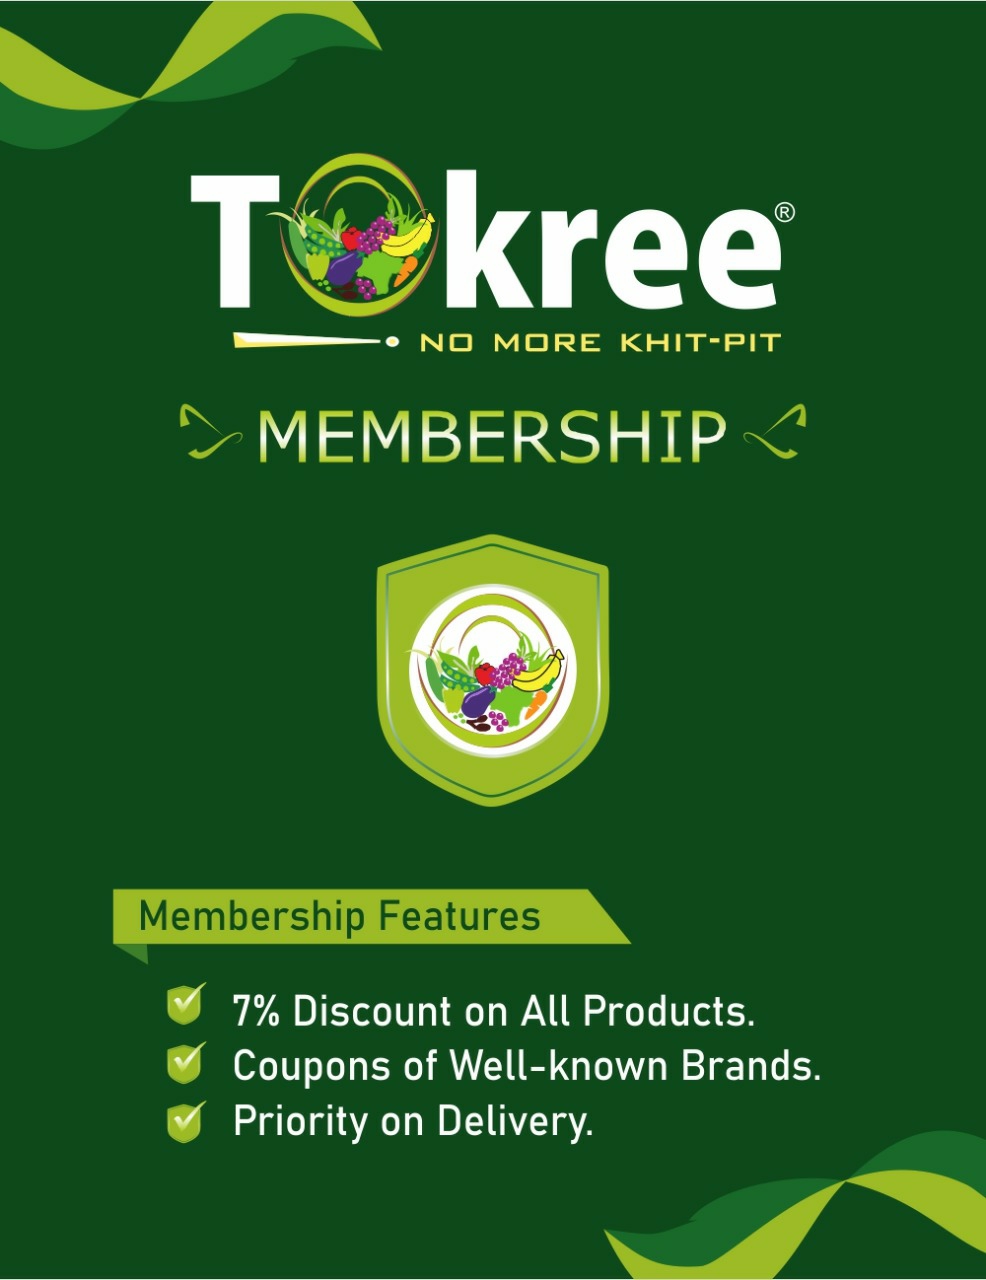 Tokree®
NO MORE KHIT-PIT
MEMBERSHIP
Membership Features
7% Discount on All Products.
Coupons of Well-known Brands.
Priority on Delivery.